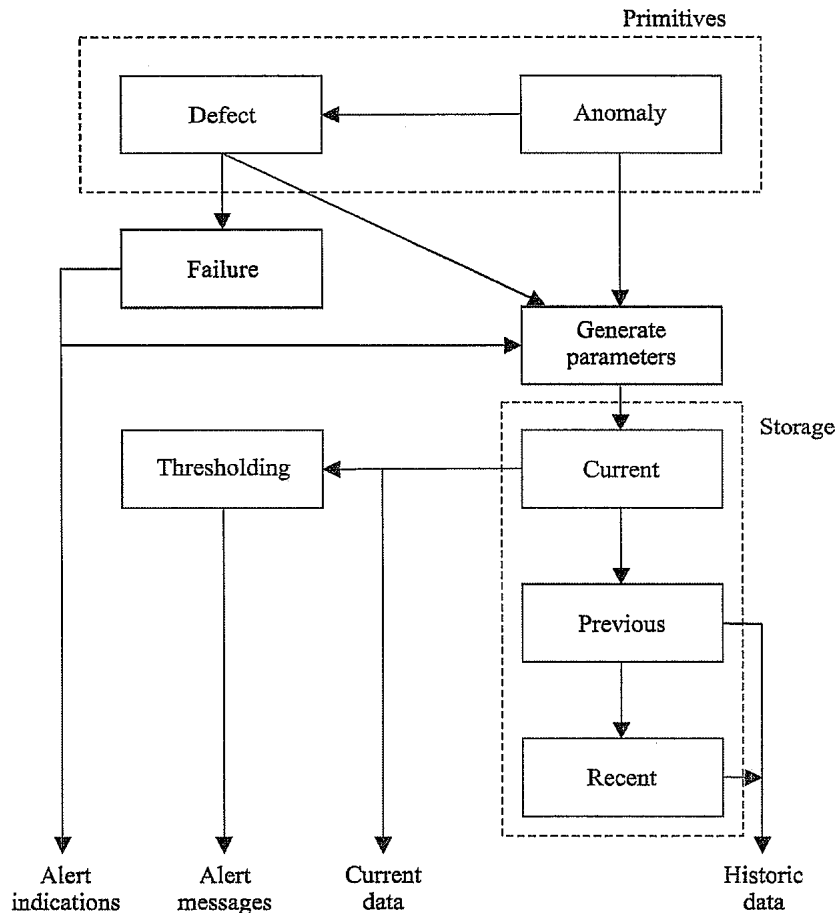 Primitives
Defect
Anomaly
Failure
Generate
parameters
Storage
Thresholding
Current
Previous
Recent
Alert
indications
Alert
messages
Current
data
Historic
data